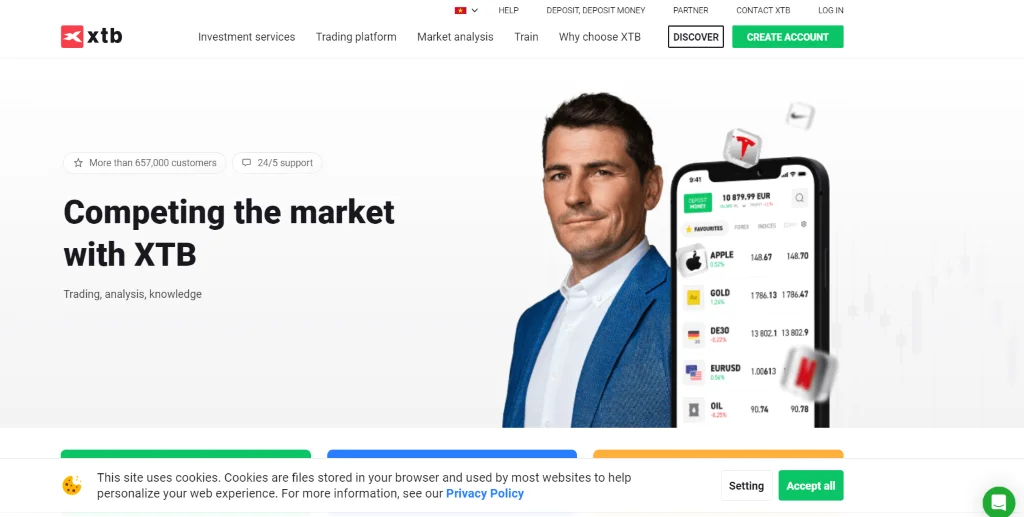 HELP DEPOSIT, DEPOSIT MONEY PARTNER CONTACT XTB LOG IN
xtb Investment services Trading platform Market analysis Train Why choose XTB DISCOVER CREATE ACCOUNT
More than 657,000 customers 24/5 support
Competing the market
with XTB
Trading, analysis, knowledge
9:41
DEPOSIT
MONEY
10 879.99 EUR
FAVOURITES FOREX INDICES
APPLE 148.67 148.70
0.52%
GOLD 1786.13 1786.47
1.24%
DE30 13 802.1 13 802.9
EURUSD 1.00613
0.56%
OIL 90.74 90.78
This site uses cookies. Cookies are files stored in your browser and used by most websites to help
personalize your web experience. For more information, see our Privacy Policy
Setting Accept all